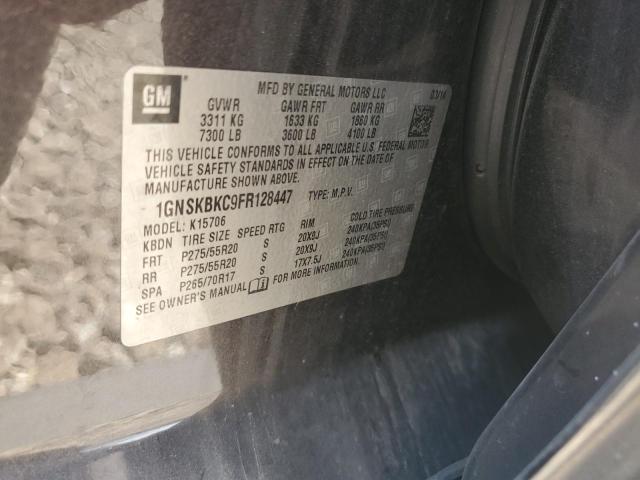 GM
MFD BY GENERAL MOTORS LLC 03/14
GVWR GAWR FRT GAWR RR
3311 KG 1633 KG 1860 KG
7300 LB 3600 LB 4100 LB
THIS VEHICLE CONFORMS TO ALL APPLICABLE U.S. FEDERAL MOTOR
VEHICLE SAFETY STANDARDS IN EFFECT ON THE DATE OF
MANUFACTURE SHOWN ABOVE.
1GNSKBKC9FR128447 TYPE: M.P.V.
MODEL: K15706
KBDN TIRE SIZE SPEED RTG RIM COLD TIRE PRESSURE
FRT P275/55R20 S 20X9J 240KPA(35PSI)
RR P275/55R20 S 20X9J 240KPA(35PSI)
SPA P265/70R17 S 17X7.5J 240KPA(35PSI)
SEE OWNER'S MANUAL FOR MORE INFORMATION.